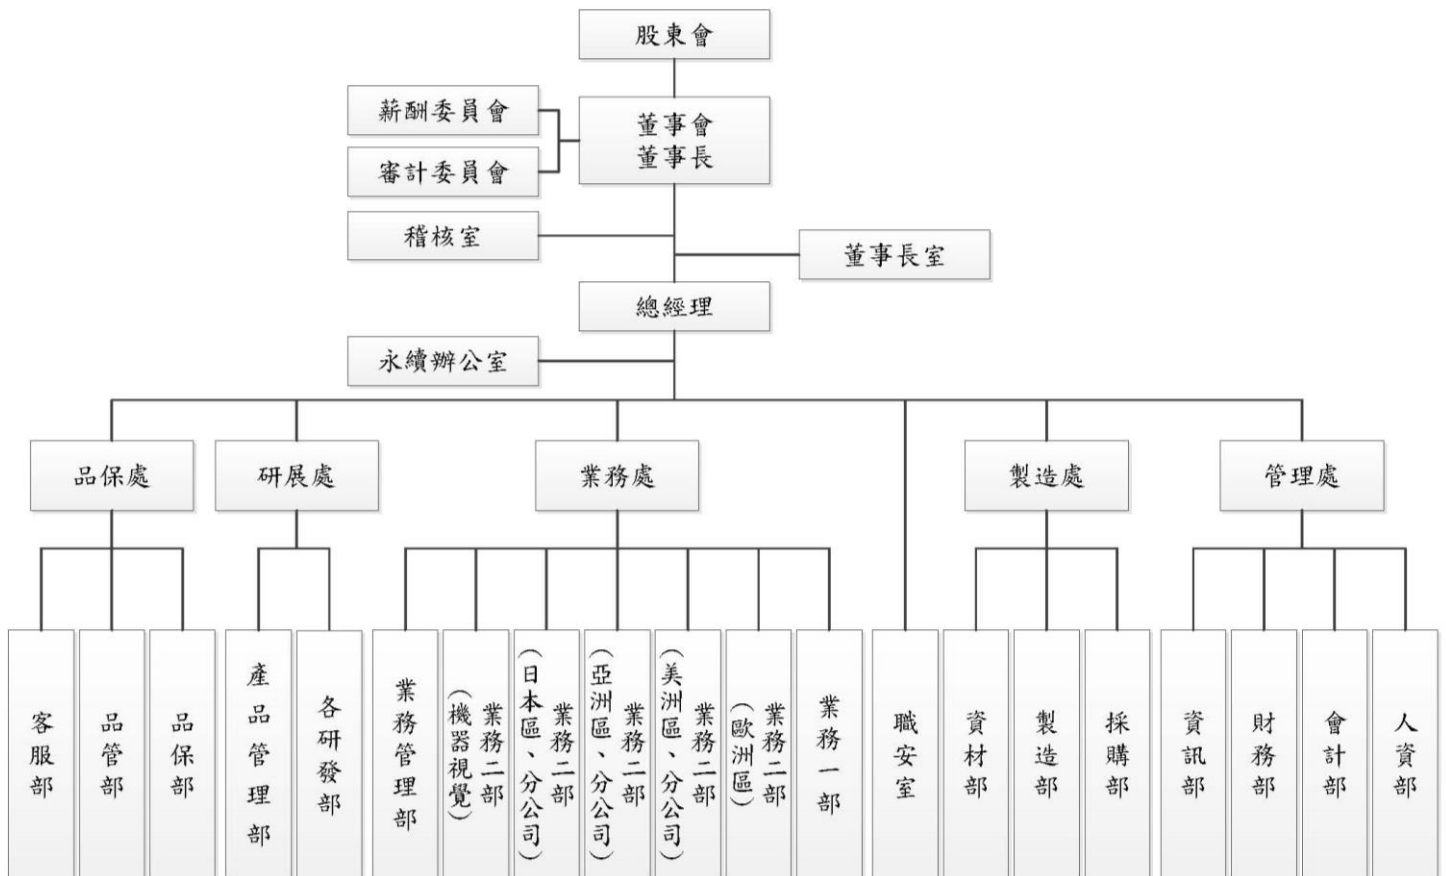 股東會
薪酬委員會
董事會
董事長
審計委員會
稽核室
董事長室
總經理
永續辦公室
品保處
研展處
業務處
製造處
管理處
客服部
品管部
品保部
產品管理部
各研發部
業務管理部
業務二部
(機器視覺)
業務二部
(日本區、分公司)
業務二部
(亞洲區、分公司)
業務二部
(美洲區、分公司)
業務二部
(歐洲區)
業務一部
職安室
資材部
製造部
採購部
資訊部
財務部
會計部
人資部